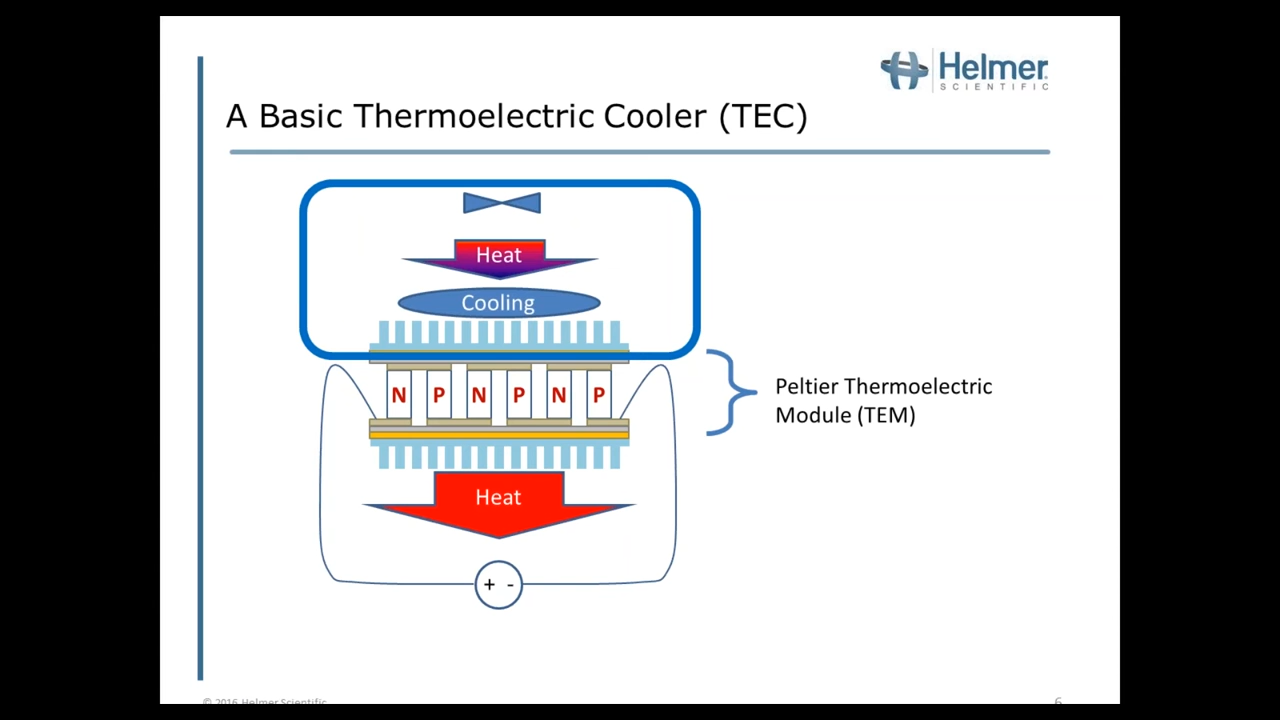 Helmer
SCIENTIFIC
A Basic Thermoelectric Cooler (TEC)
Heat
Cooling
N P N P N P
Peltier Thermoelectric
Module (TEM)
Heat
+ -
© 2016 Helmer Scientific
6